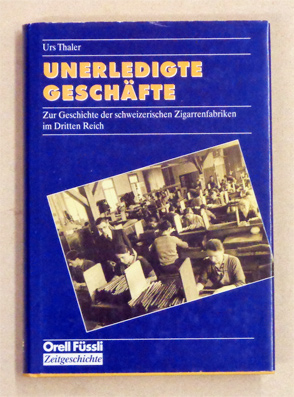 Urs Thaler
UNERLEDIGTE
GESCHÄFTE
Zur Geschichte der schweizerischen Zigarrenfabriken
im Dritten Reich
Orell Füssli
Zeitgeschichte